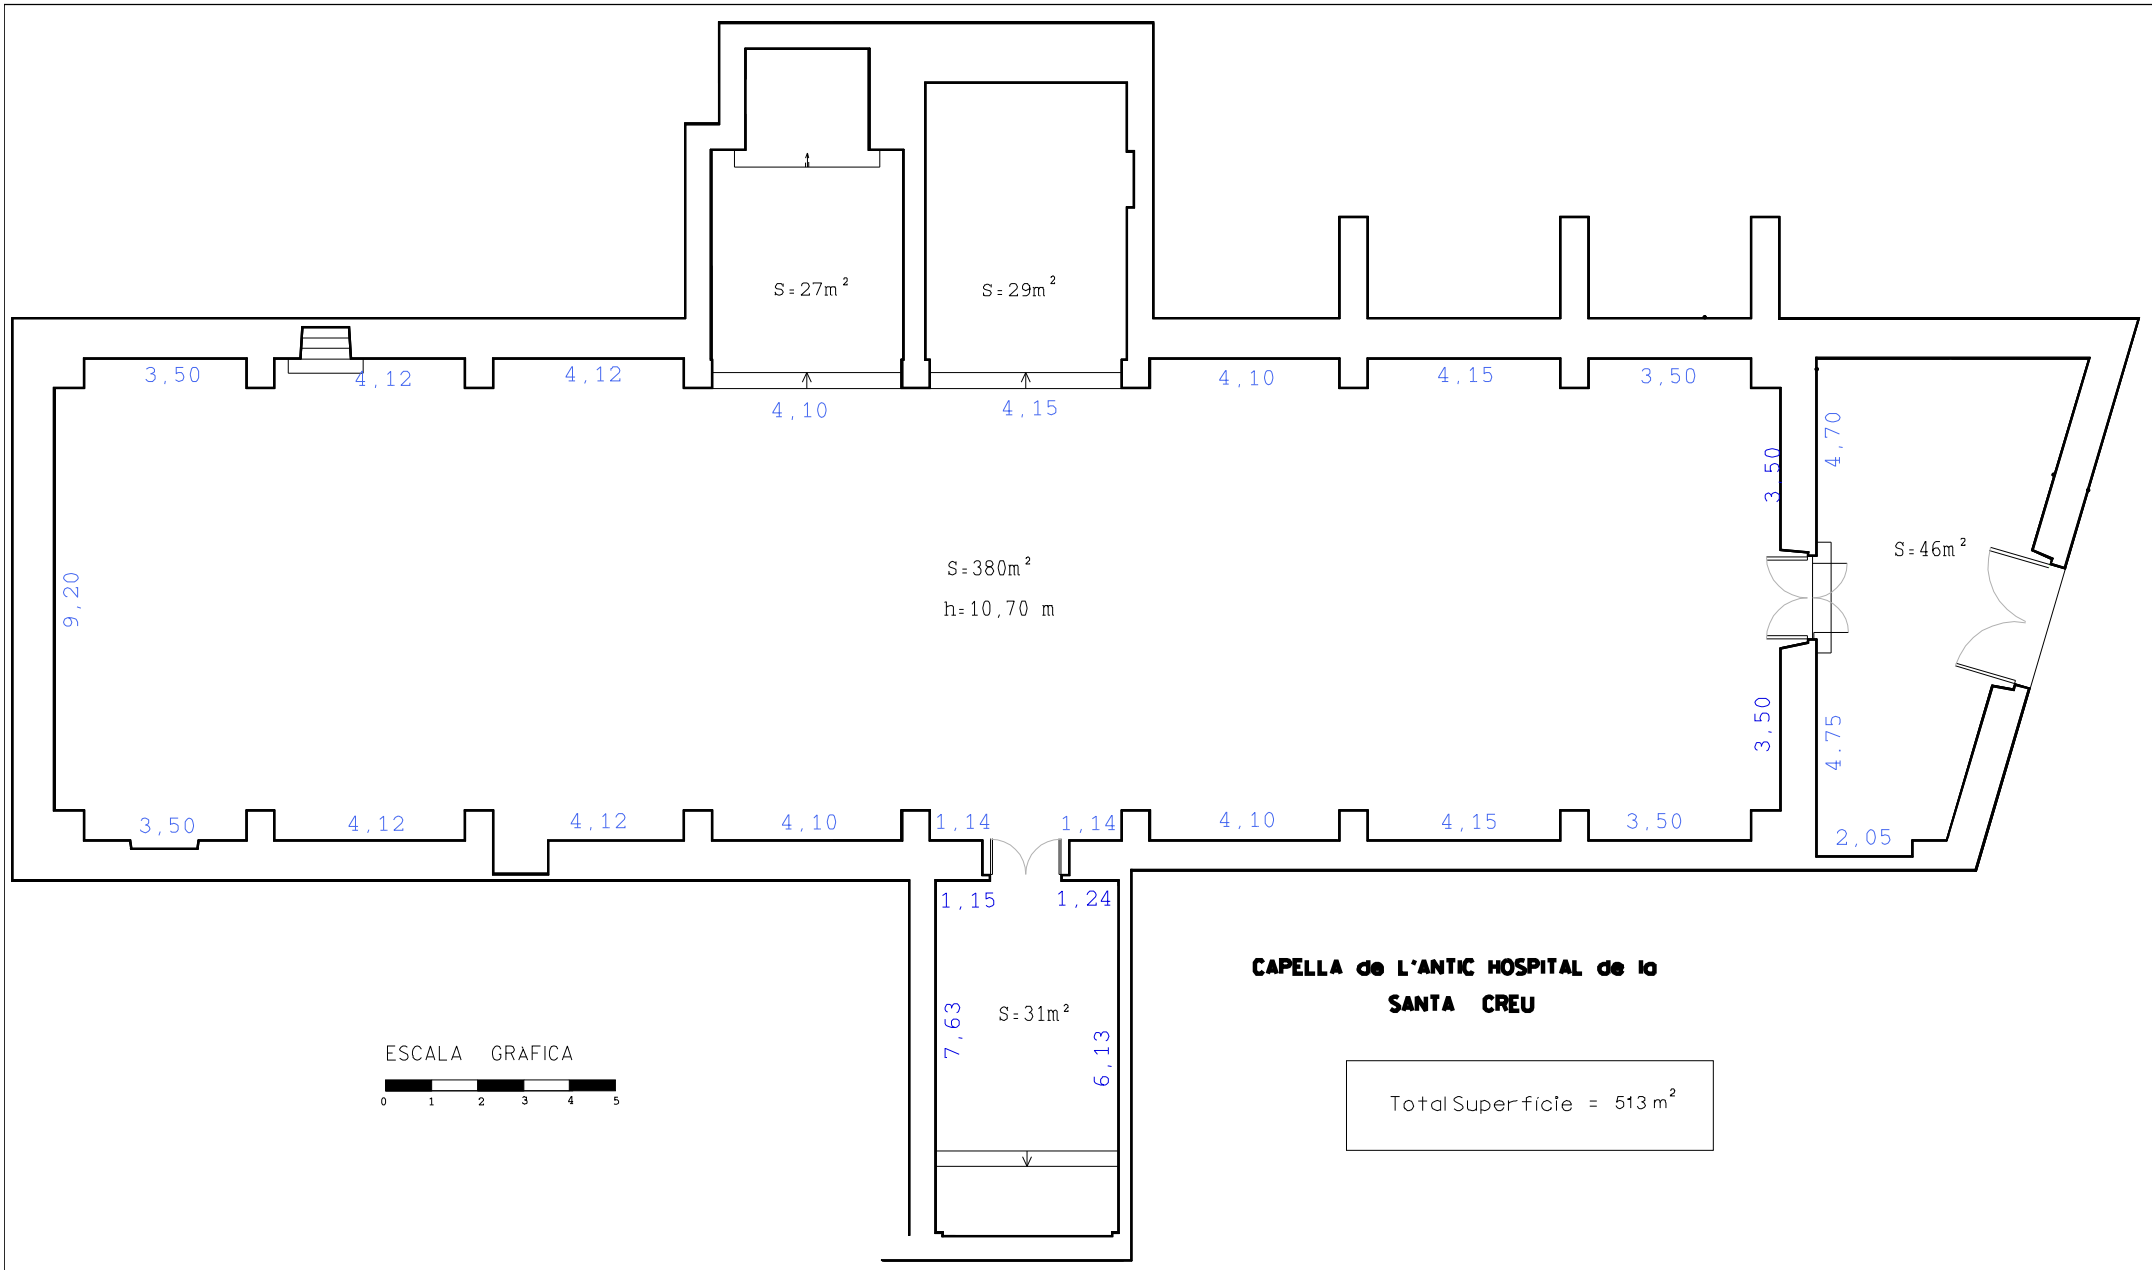 S=27m²
S=29m²
3,50
4,12
4,12
4,10
4,15
4,10
4,15
3,50
3,50
4,70
9,20
S=380m²
h=10,70 m
S=46m²
3,50
4.75
3,50
4,12
4,12
4,10
1,14
1,14
4,10
4,15
3,50
2,05
1,15
1,24
CAPELLA de L'ANTIC HOSPITAL de la
SANTA CREU
7,63
S=31m²
6,13
ESCALA GRÀFICA
0 1 2 3 4 5
Total Superfície = 513 m²